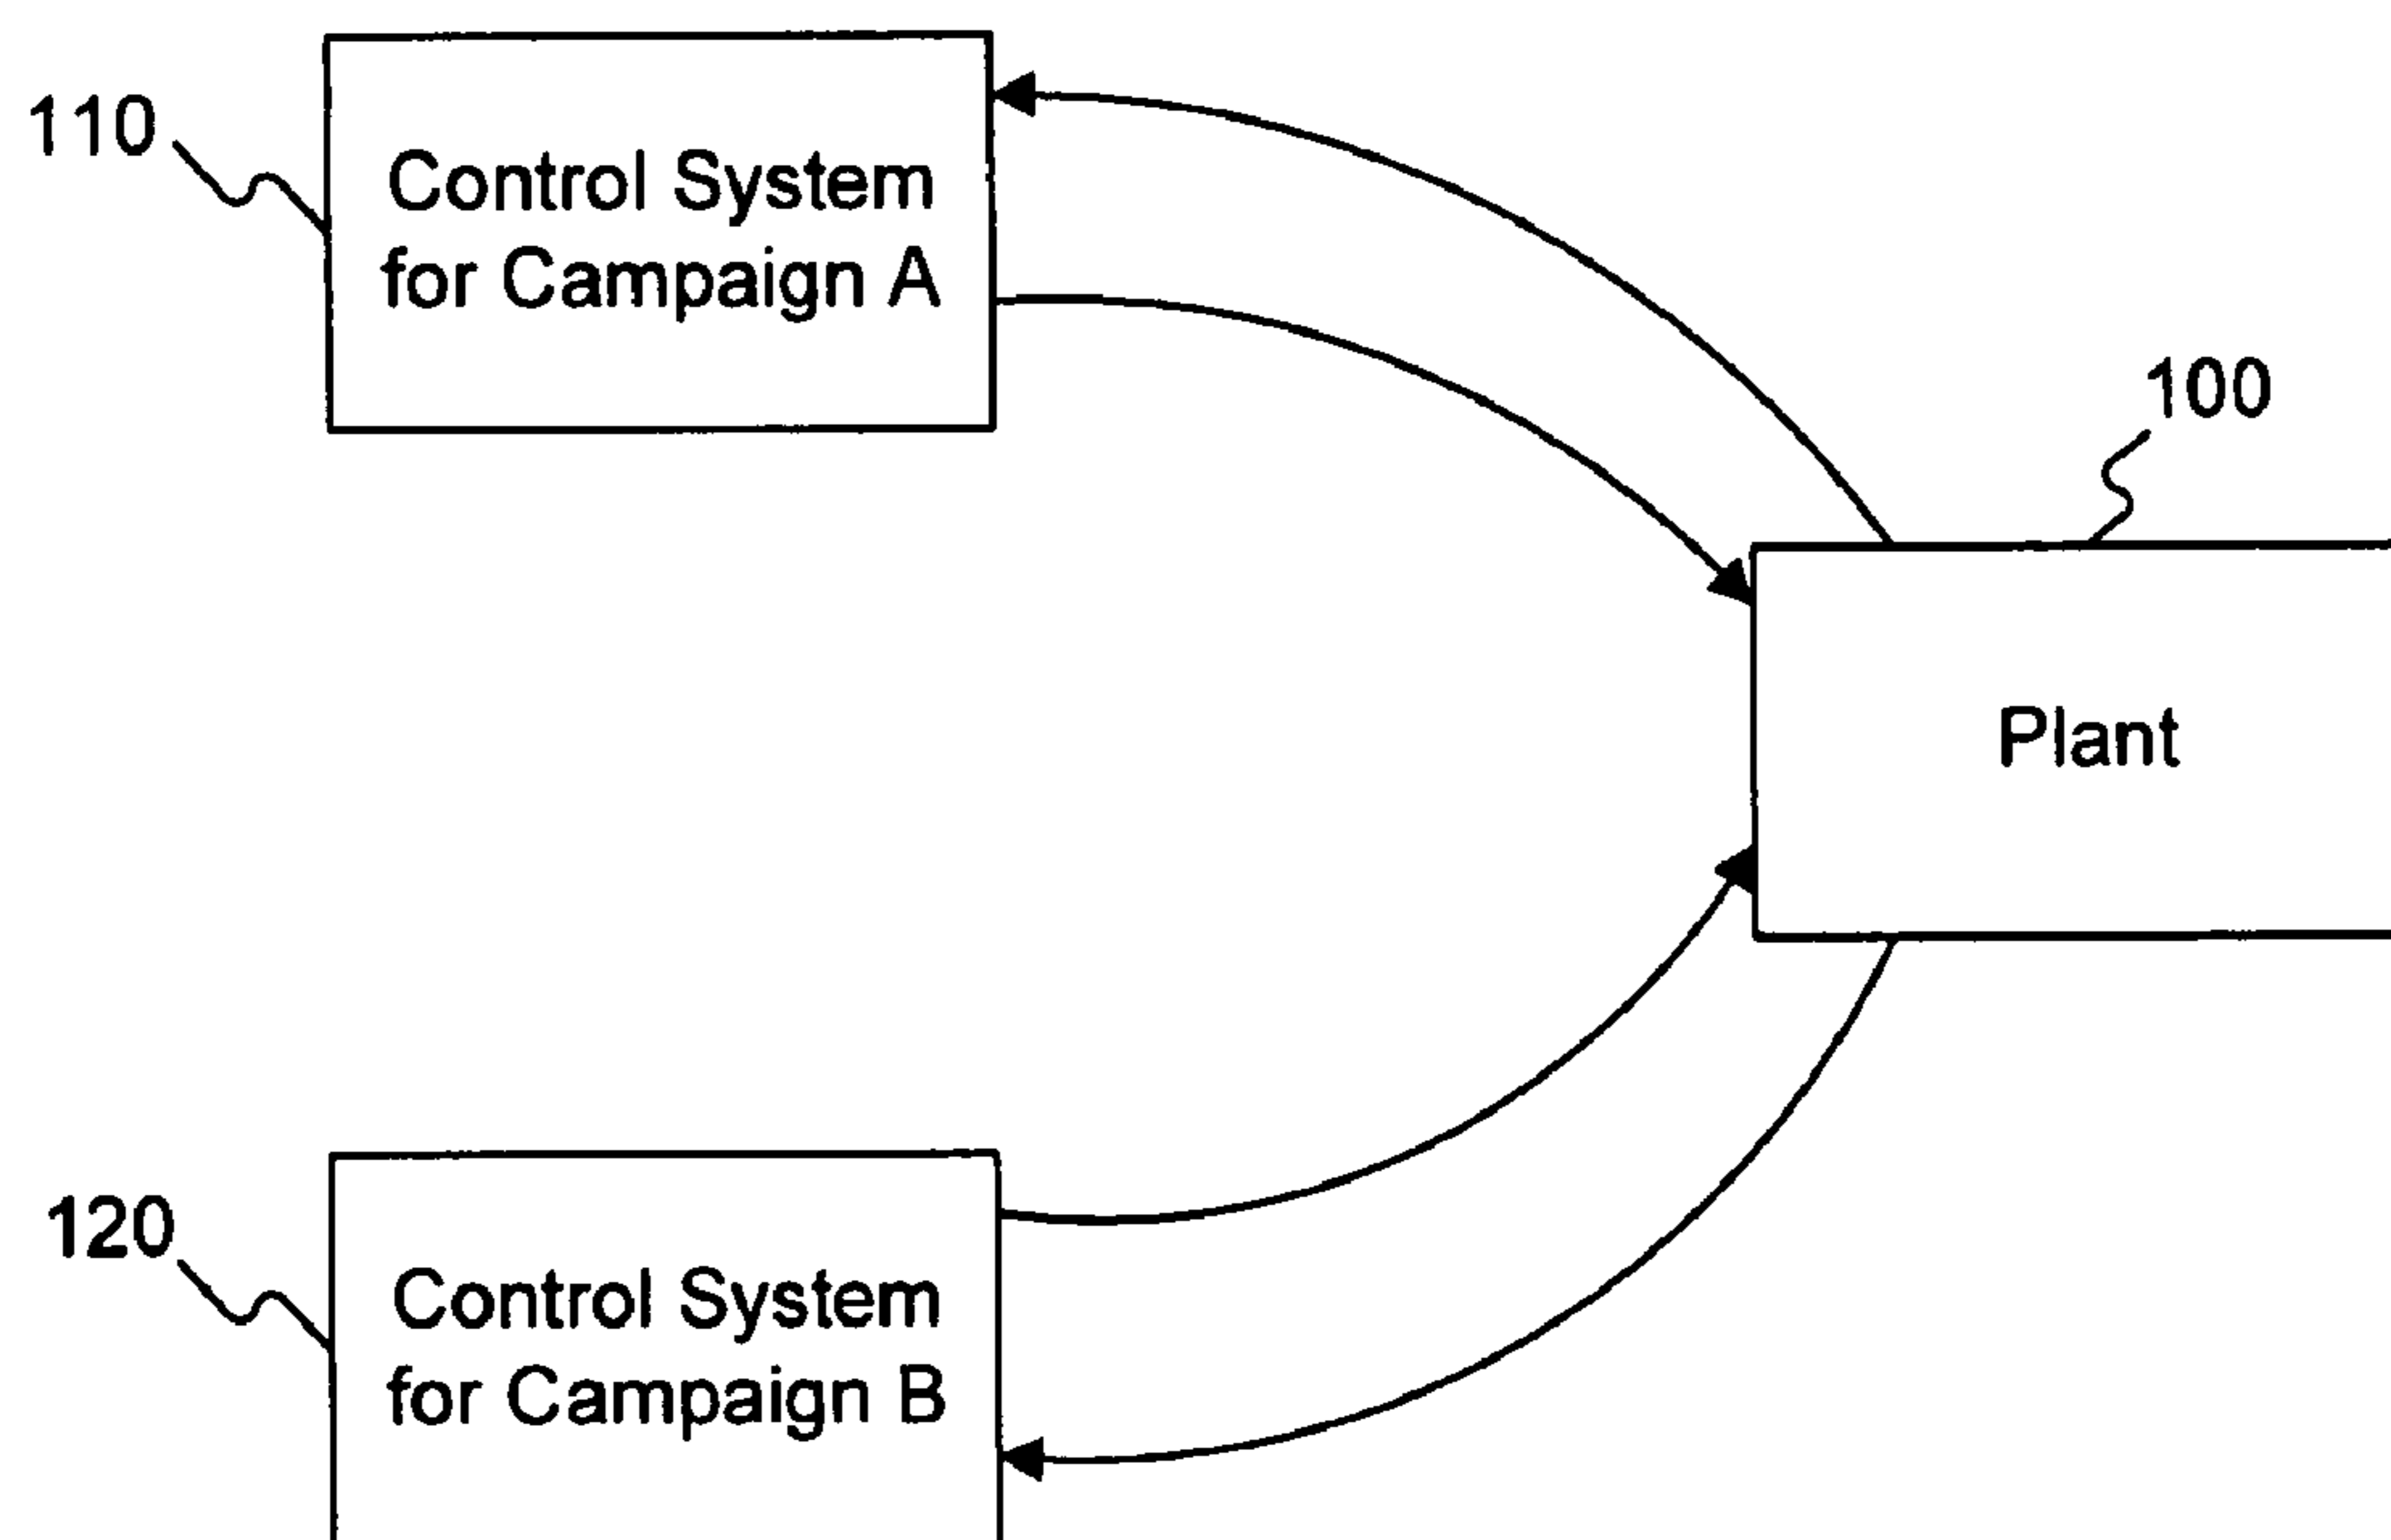 110
Control System
for Campaign A
100
Plant
120
Control System
for Campaign B